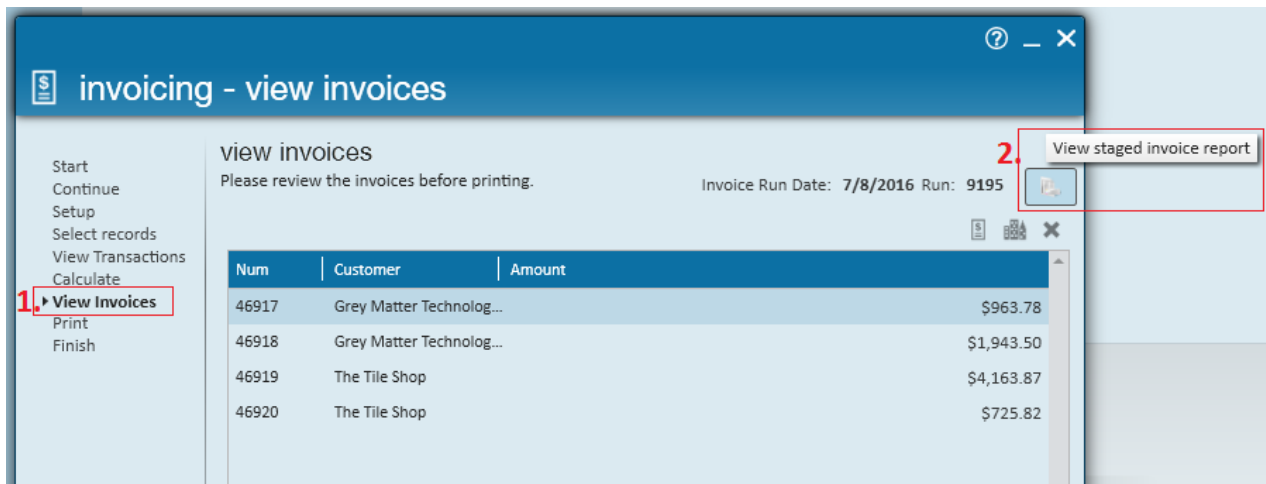 invoicing - view invoices
Start
Continue
Setup
Select records
View Transactions
Calculate
1. View Invoices
Print
Finish
view invoices
Please review the invoices before printing.
Invoice Run Date: 7/8/2016 Run: 9195
2. View staged invoice report
Num Customer Amount
46917 Grey Matter Technolog... $963.78
46918 Grey Matter Technolog... $1,943.50
46919 The Tile Shop $4,163.87
46920 The Tile Shop $725.82